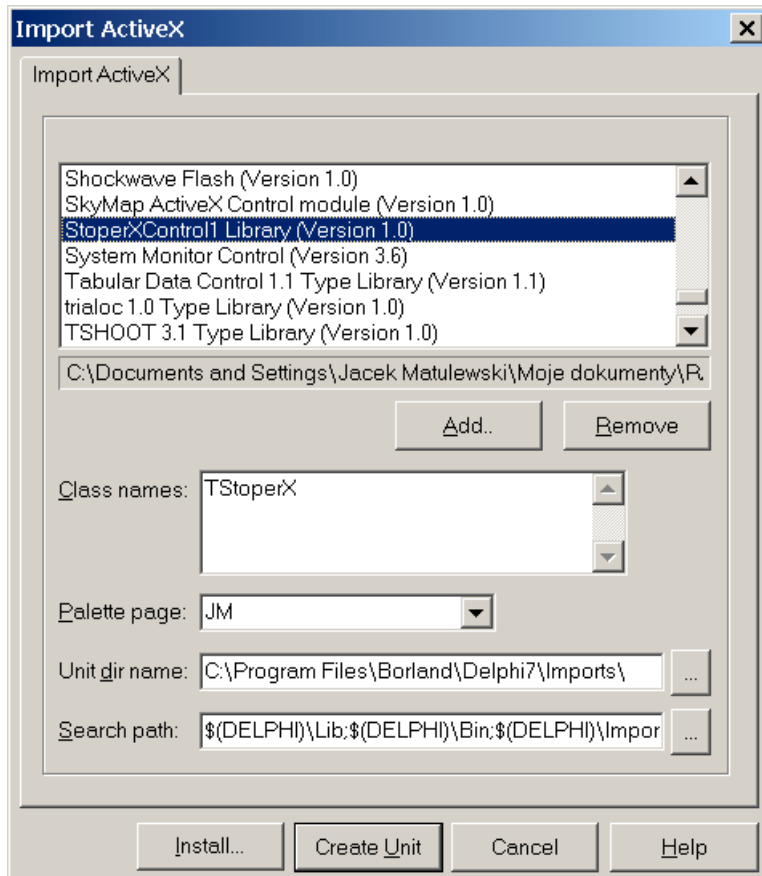 Import ActiveX
Import ActiveX
Shockwave Flash (Version 1.0)
SkyMap ActiveX Control module (Version 1.0)
StoperXControl1 Library (Version 1.0)
System Monitor Control (Version 3.6)
Tabular Data Control 1.1 Type Library (Version 1.1)
trialoc 1.0 Type Library (Version 1.0)
TSHOOT 3.1 Type Library (Version 1.0)
C:\Documents and Settings\Jacek Matulewski\Moje dokumenty\
Add.. Remove
Class names: TStoperX
Palette page: JM
Unit dir name: C:\Program Files\Borland\Delphi7\Imports\ ...
Search path: $(DELPHI)\Lib;$(DELPHI)\Bin;$(DELPHI)\Impor ...
Install... Create Unit Cancel Help